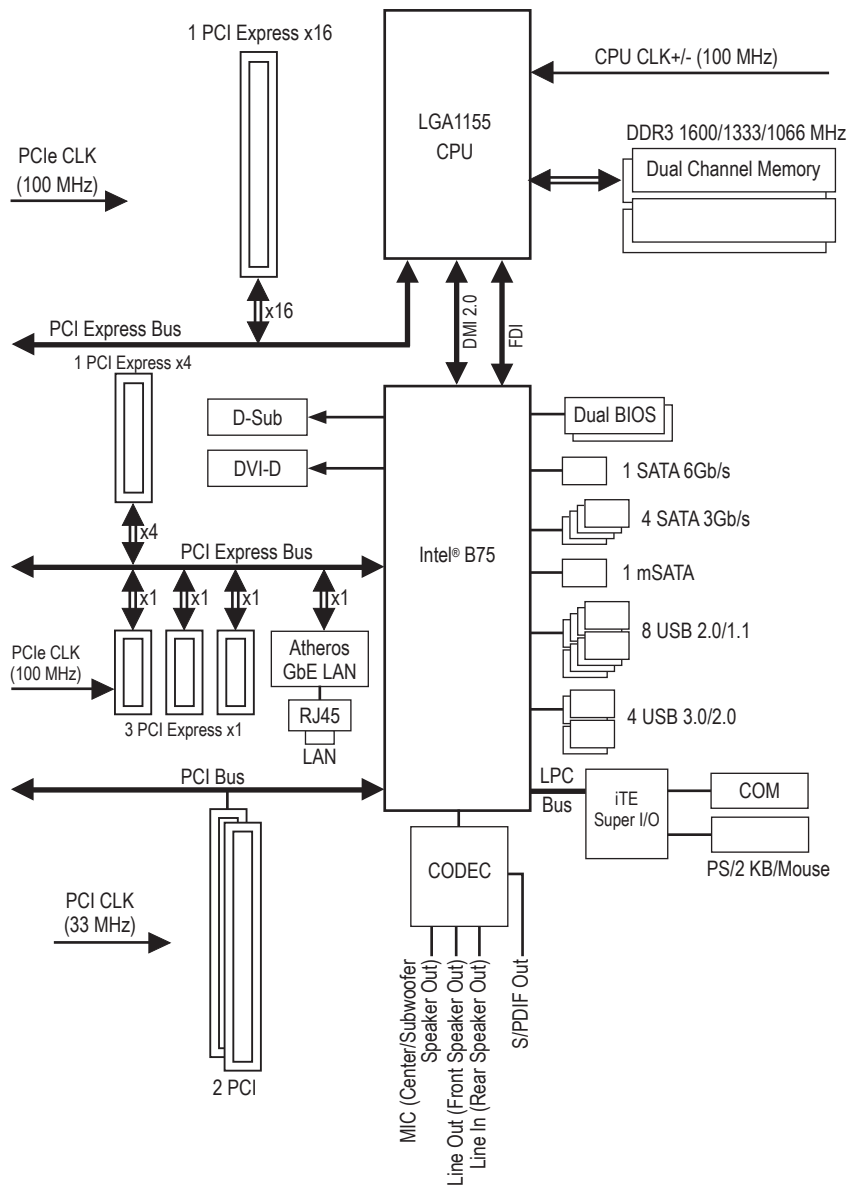 1 PCI Express x16
CPU CLK+/- (100 MHz)
LGA1155
CPU
DDR3 1600/1333/1066 MHz
Dual Channel Memory
PCIe CLK
(100 MHz)
x16
DMI 2.0
FDI
PCI Express Bus
1 PCI Express x4
D-Sub
Dual BIOS
DVI-D
1 SATA 6Gb/s
x4
4 SATA 3Gb/s
PCI Express Bus
Intel® B75
1 mSATA
x1
x1
x1
x1
8 USB 2.0/1.1
PCIe CLK
(100 MHz)
Atheros
GbE LAN
RJ45
LAN
4 USB 3.0/2.0
3 PCI Express x1
PCI Bus
LPC
Bus
iTE
Super I/O
COM
PS/2 KB/Mouse
CODEC
PCI CLK
(33 MHz)
MIC (Center/Subwoofer
Speaker Out)
Line Out (Front Speaker Out)
Line In (Rear Speaker Out)
S/PDIF Out
2 PCI